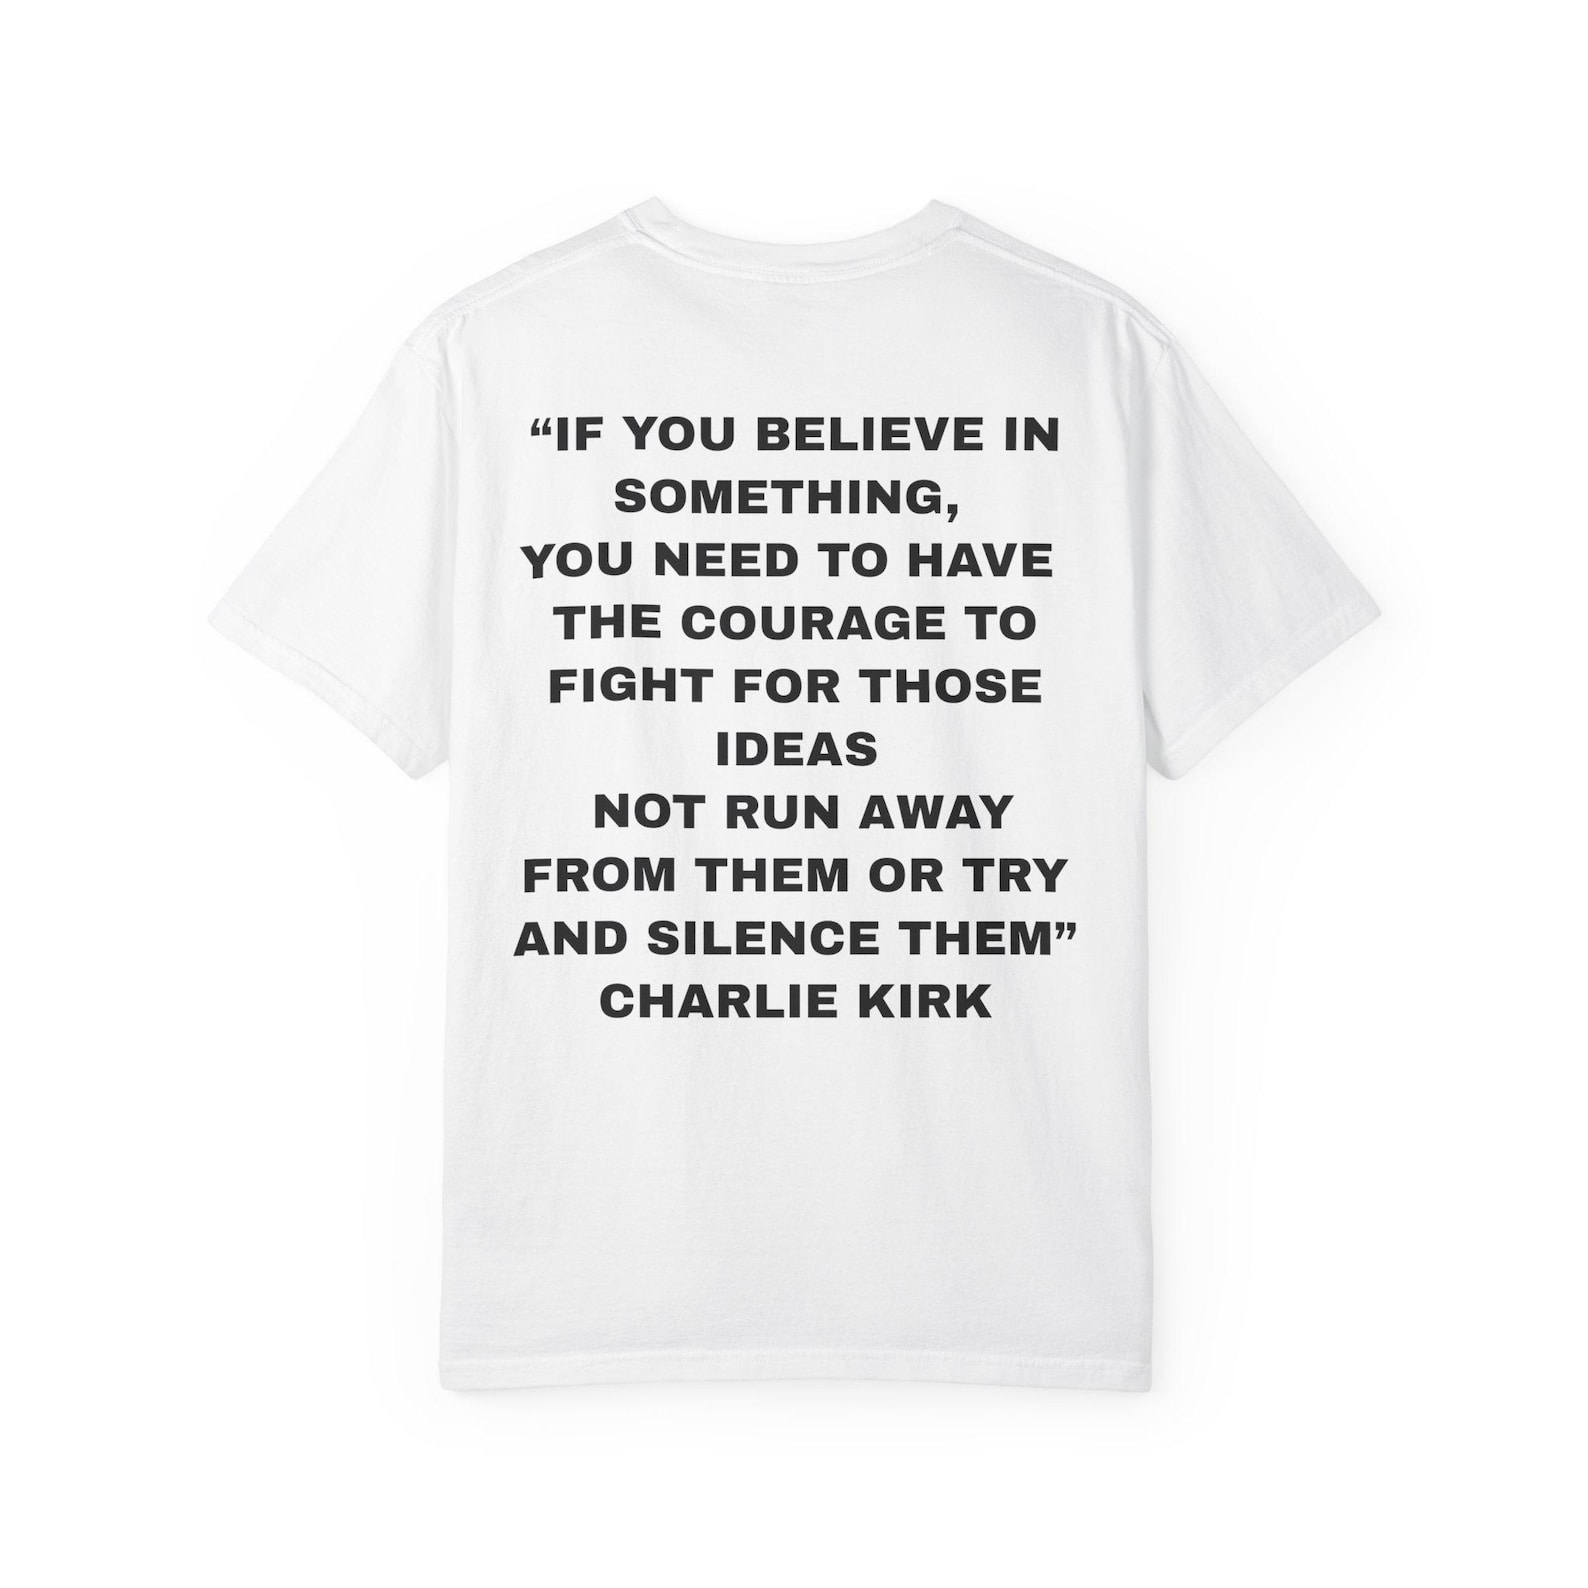 “IF YOU BELIEVE IN
SOMETHING,
YOU NEED TO HAVE
THE COURAGE TO
FIGHT FOR THOSE
IDEAS
NOT RUN AWAY
FROM THEM OR TRY
AND SILENCE THEM”
CHARLIE KIRK